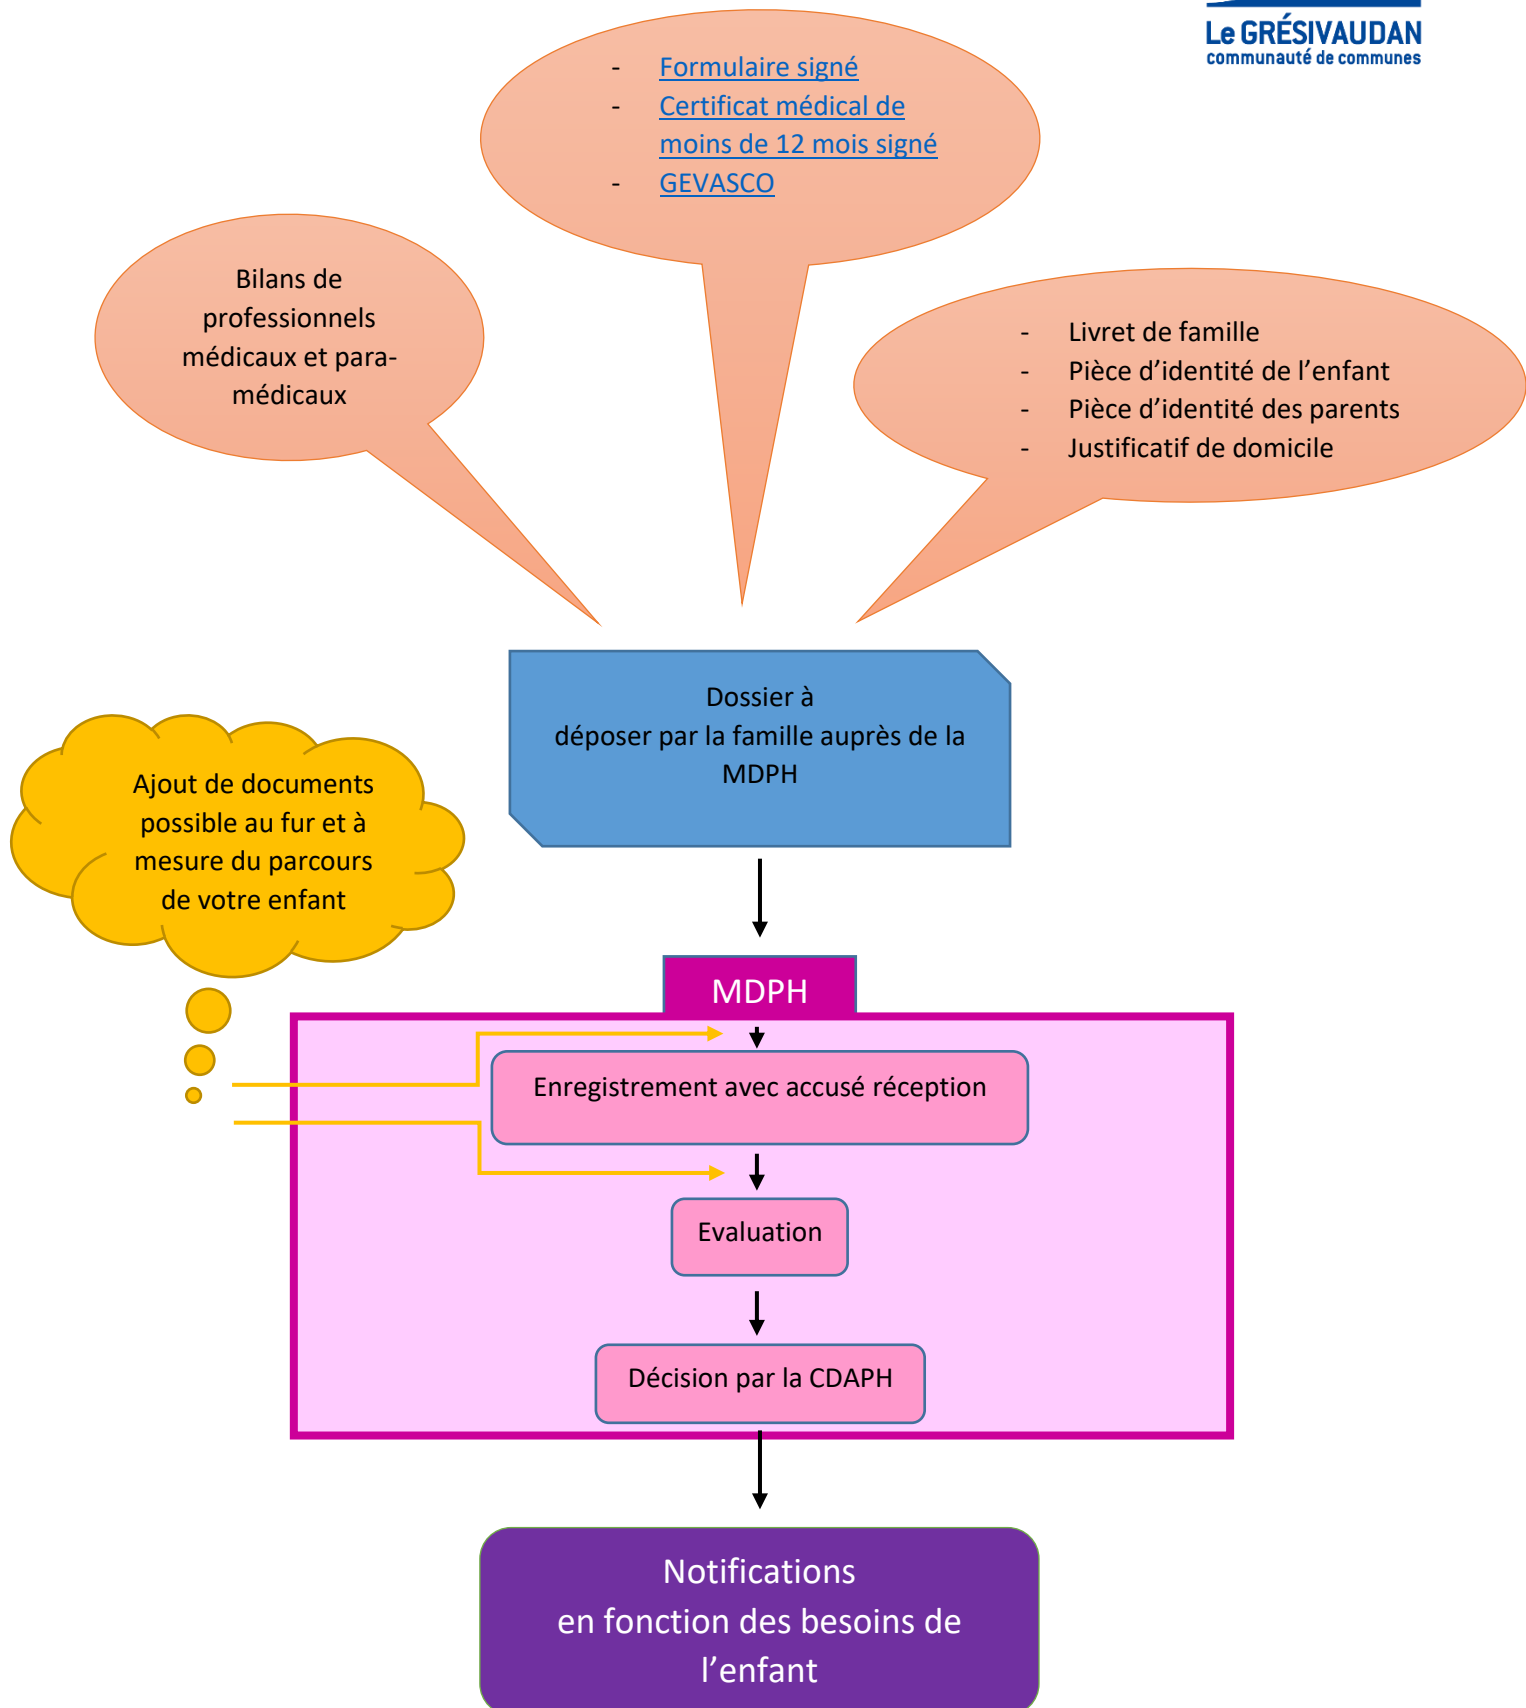 Le GRÉSIVAUDAN
communauté de communes
- Formulaire signé
- Certificat médical de
moins de 12 mois signé
- GEVASCO
Bilans de
professionnels
médicaux et para-
médicaux
- Livret de famille
- Pièce d’identité de l’enfant
- Pièce d’identité des parents
- Justificatif de domicile
Dossier à
déposer par la famille auprès de la
MDPH
Ajout de documents
possible au fur et à
mesure du parcours
de votre enfant
MDPH
Enregistrement avec accusé réception
Evaluation
Décision par la CDAPH
Notifications
en fonction des besoins de
l’enfant